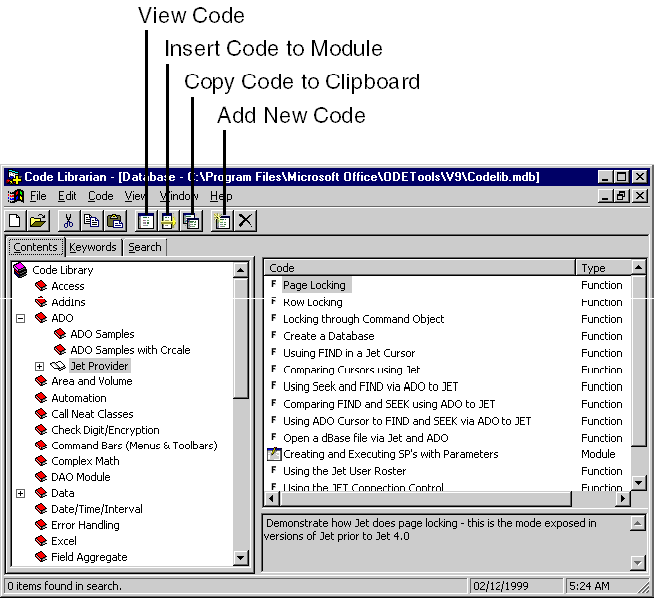 View Code
Insert Code to Module
Copy Code to Clipboard
Add New Code
Code Librarian - [Database - C:\Program Files\Microsoft Office\ODETools\V9\Codelib.mdb]
File Edit Code View Window Help
Contents Keywords Search
Code Library
Access
AddIns
ADO
ADO Samples
ADO Samples with Crcale
Jet Provider
Area and Volume
Automation
Call Neat Classes
Check Digit/Encryption
Command Bars (Menus & Toolbars)
Complex Math
DAO Module
Data
Date/Time/Interval
Error Handling
Excel
Field Aggregate
Code Type
F Page Locking Function
F Row Locking Function
F Locking through Command Object Function
F Create a Database Function
F Usuing FIND in a Jet Cursor Function
F Comparing Cursors using Jet Function
F Using Seek and FIND via ADO to JET Function
F Comparing FIND and SEEK using ADO to JET Function
F Using ADO Cursor to FIND and SEEK via ADO to JET Function
F Open a dBase file via Jet and ADO Function
Creating and Executing SP's with Parameters Module
F Using the Jet User Roster Function
F Using the JET Connection Control Function
Demonstrate how Jet does page locking - this is the mode exposed in
versions of Jet prior to Jet 4.0
0 items found in search. 02/12/1999 5:24 AM